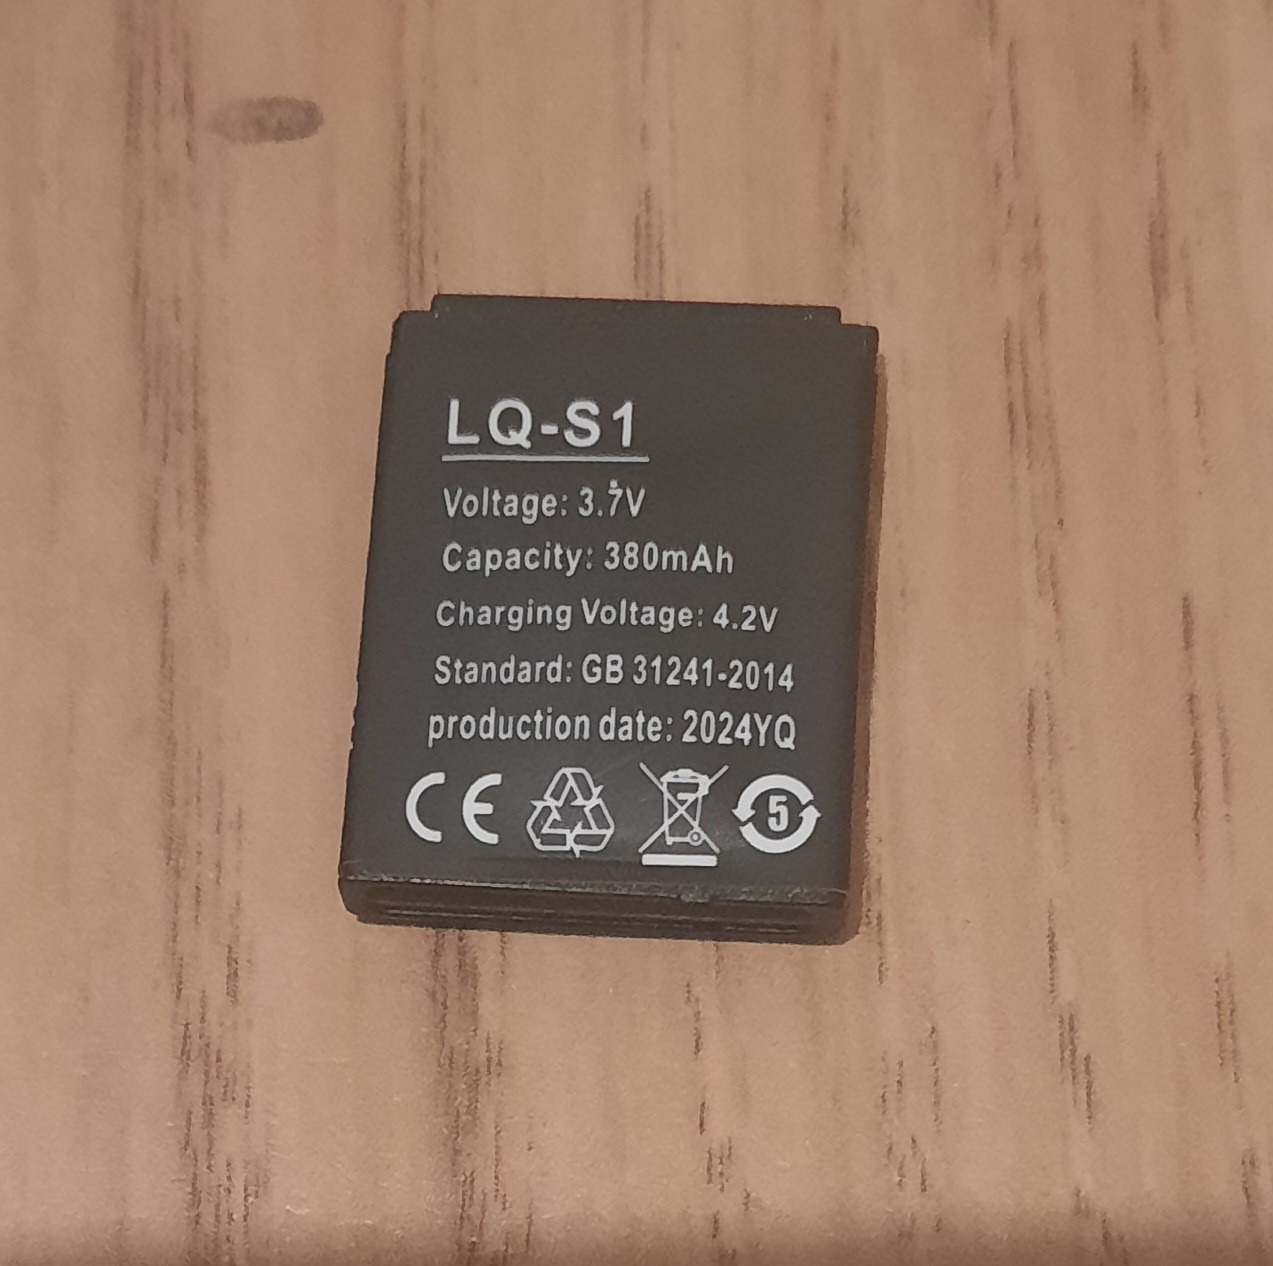 LQ-S1
Voltage: 3.7V
Capacity: 380mAh
Charging Voltage: 4.2V
Standard: GB 31241-2014
production date: 2024YQ
CE 5